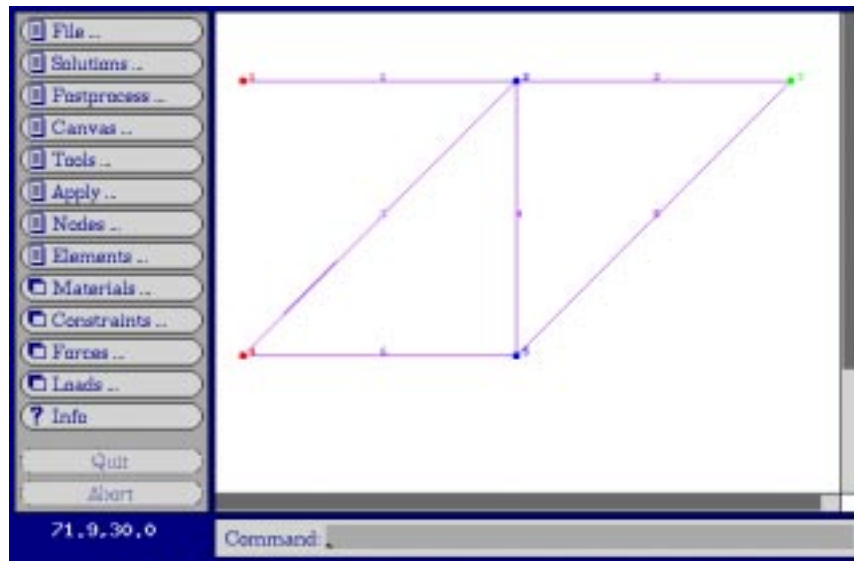 File ...
Solutions ...
Postprocess ...
Canvas ...
Tools ...
Apply ...
Nodes ...
Elements ...
Materials ...
Constraints ...
Forces ...
Loads ...
? Info
Quit
Abort
71.9,30.0
Command: